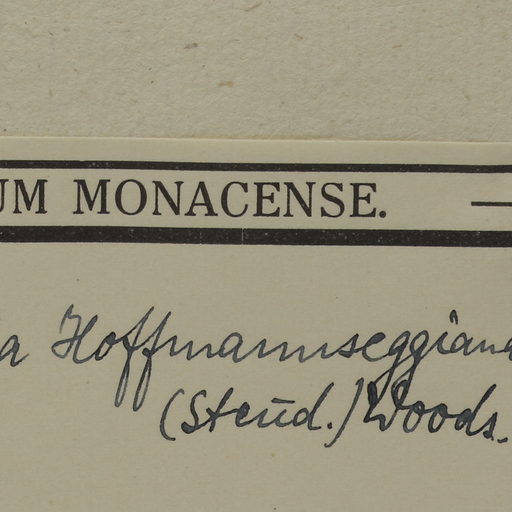 UM MONACENSE.
a Hoffmannseggiana
(Steud.) Woods.